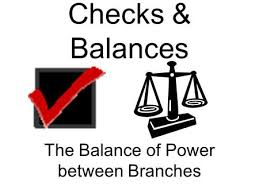 Checks &
Balances
The Balance of Power
between Branches